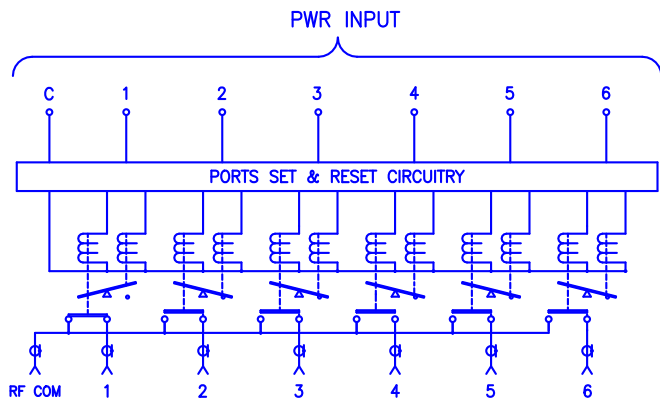 PWR INPUT
C 1 2 3 4 5 6
PORTS SET & RESET CIRCUITRY
RF COM 1 2 3 4 5 6